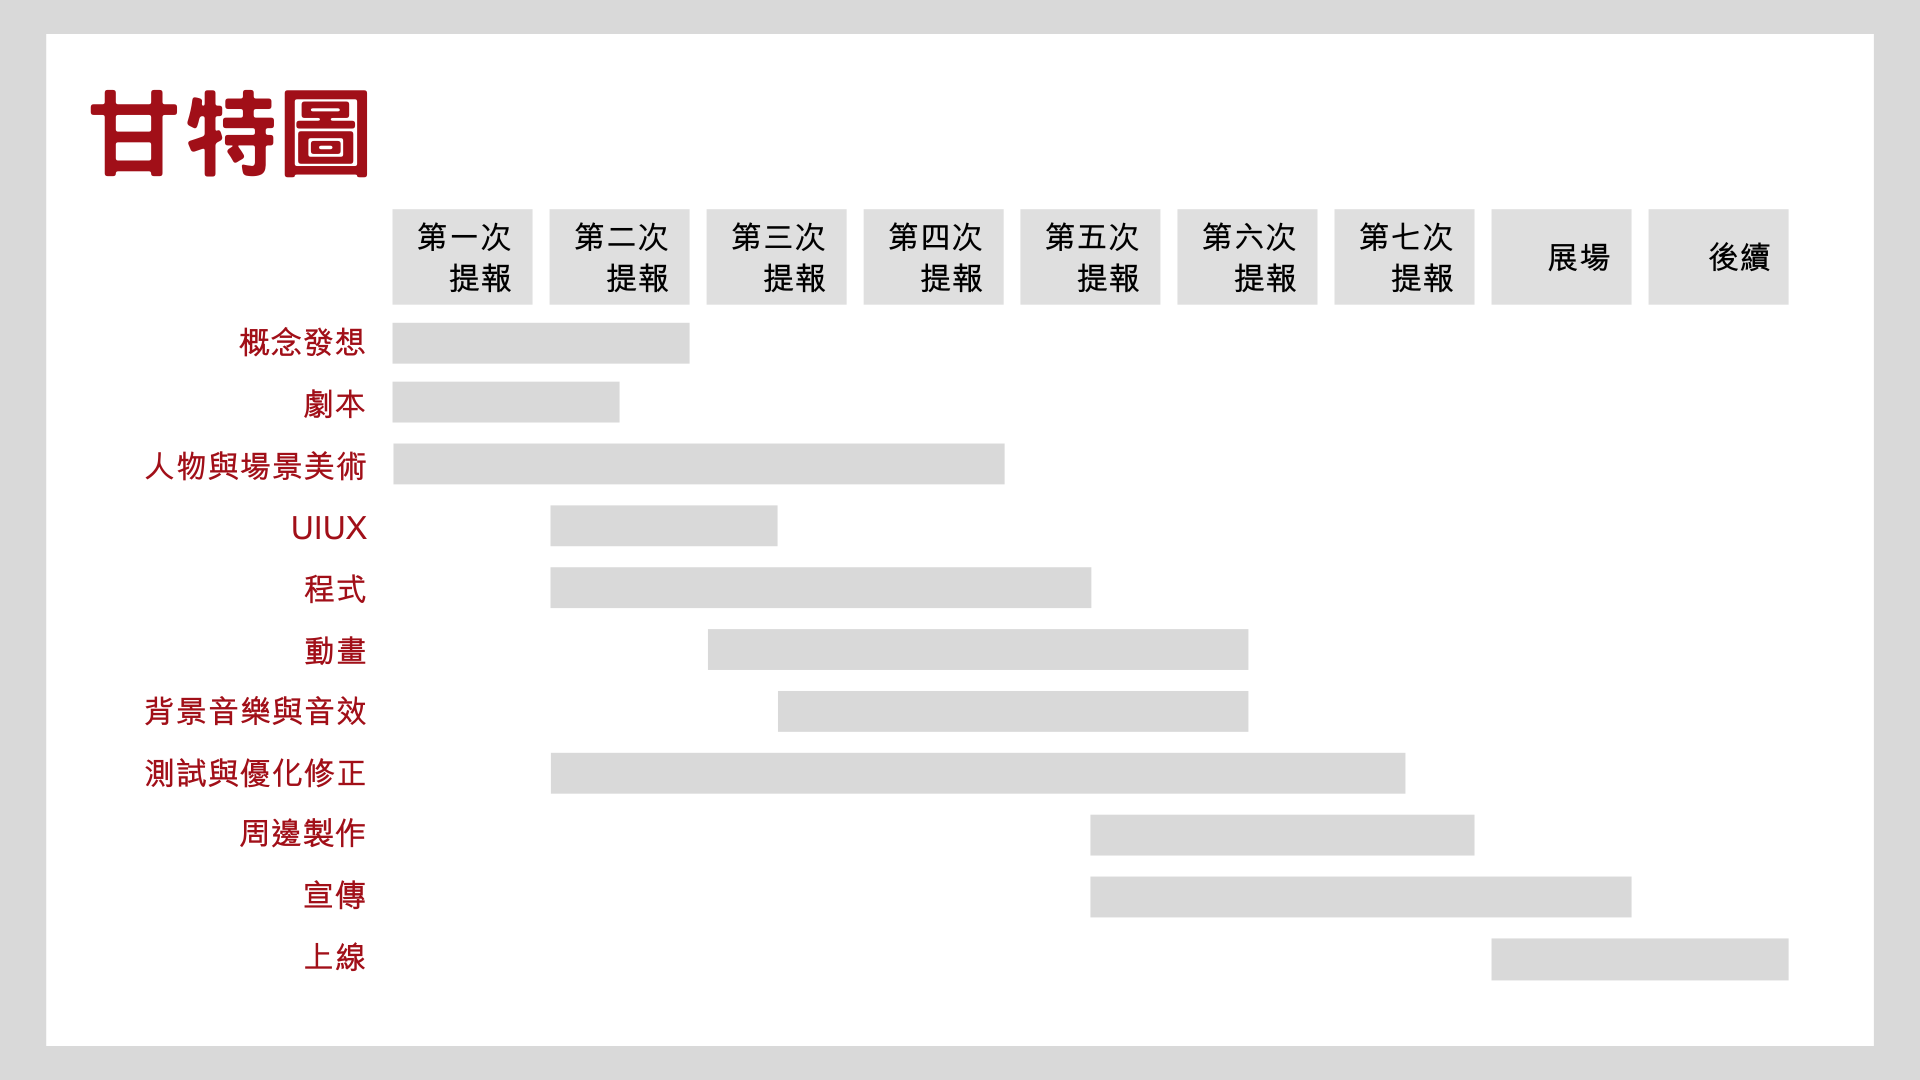 甘特圖
第一次
提報
第二次
提報
第三次
提報
第四次
提報
第五次
提報
第六次
提報
第七次
提報
展場
後續
概念發想
劇本
人物與場景美術
UIUX
程式
動畫
背景音樂與音效
測試與優化修正
周邊製作
宣傳
上線